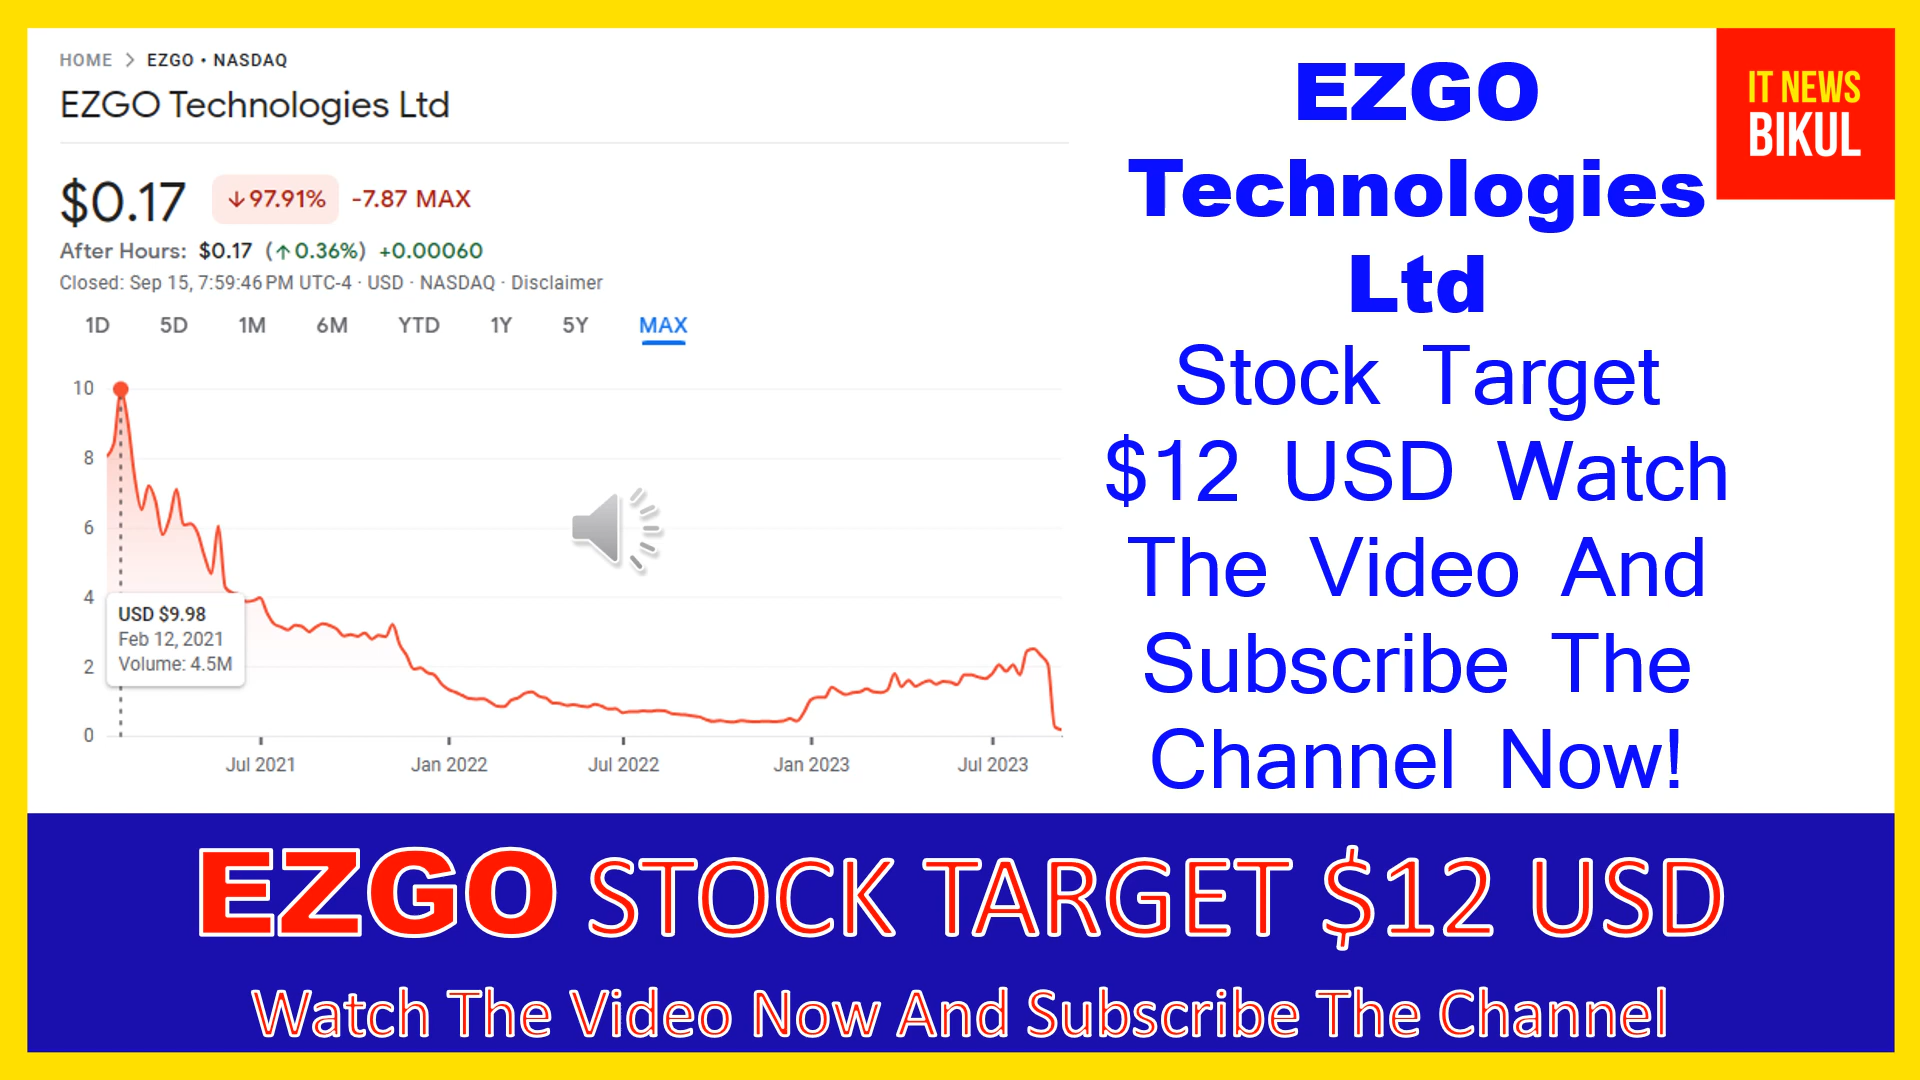 HOME > EZGO • NASDAQ
EZGO Technologies Ltd
$0.17 ↓97.91% -7.87 MAX
After Hours: $0.17 (↑0.36%) +0.00060
Closed: Sep 15, 7:59:46 PM UTC-4 · USD · NASDAQ · Disclaimer
1D 5D 1M 6M YTD 1Y 5Y MAX
10
8
6
4
2
0
USD $9.98
Feb 12, 2021
Volume: 4.5M
Jul 2021 Jan 2022 Jul 2022 Jan 2023 Jul 2023
EZGO
Technologies
Ltd
Stock Target
$12 USD Watch
The Video And
Subscribe The
Channel Now!
IT NEWS
BIKUL
EZGO STOCK TARGET $12 USD
Watch The Video Now And Subscribe The Channel